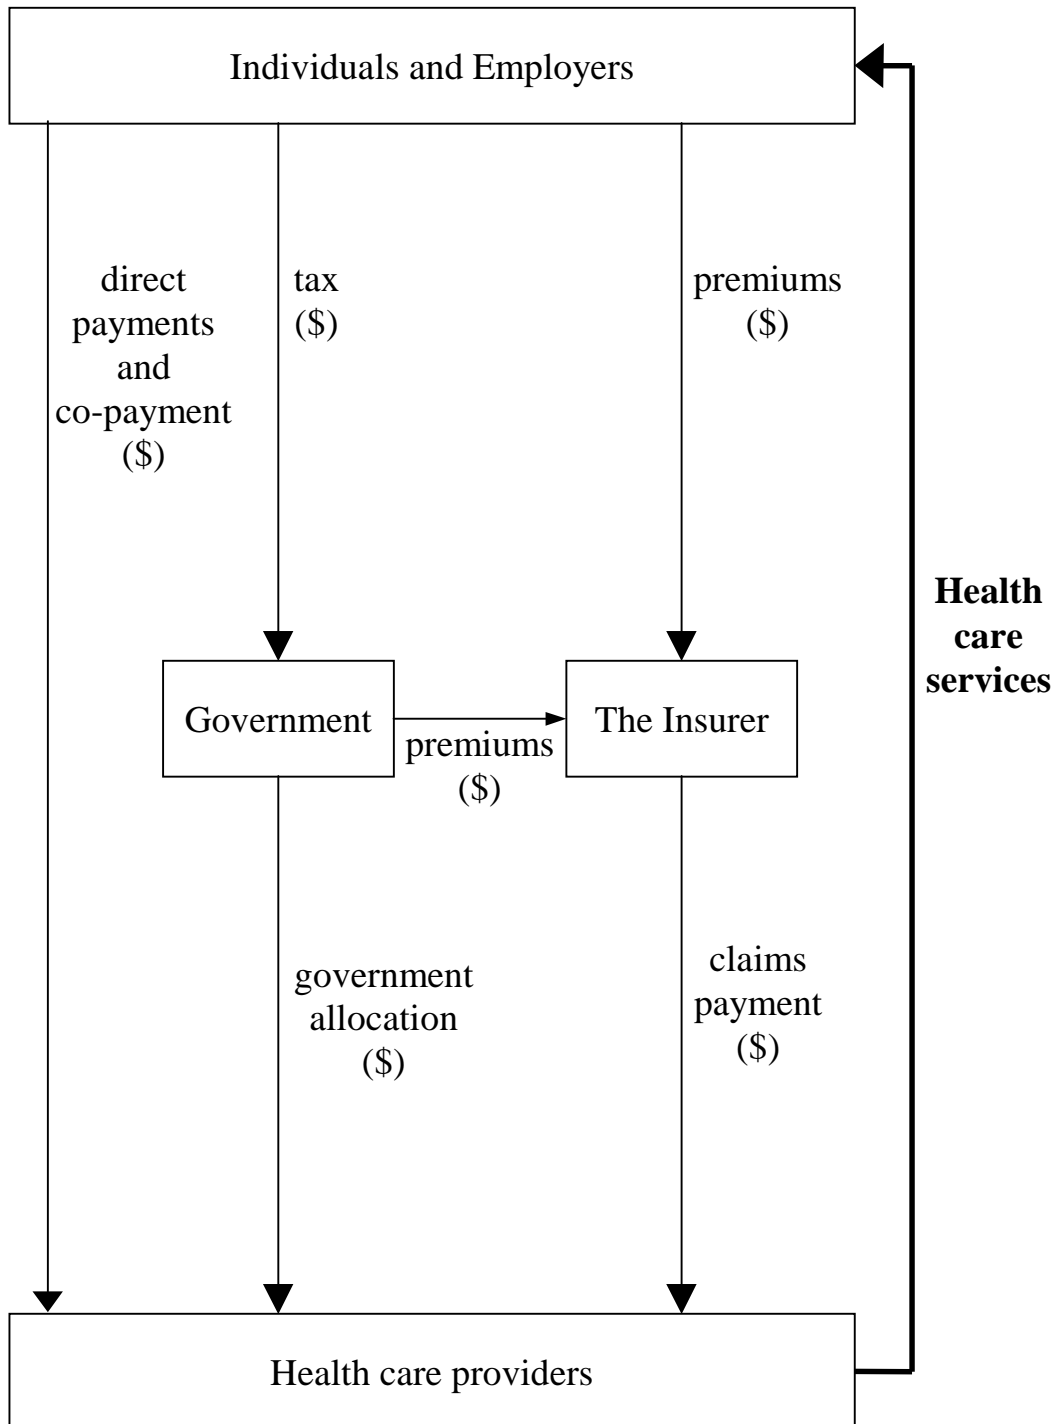 Individuals and Employers
direct
payments
and
co-payment
($)
tax
($)
premiums
($)
Health
care
services
Government
premiums
($)
The Insurer
government
allocation
($)
claims
payment
($)
Health care providers